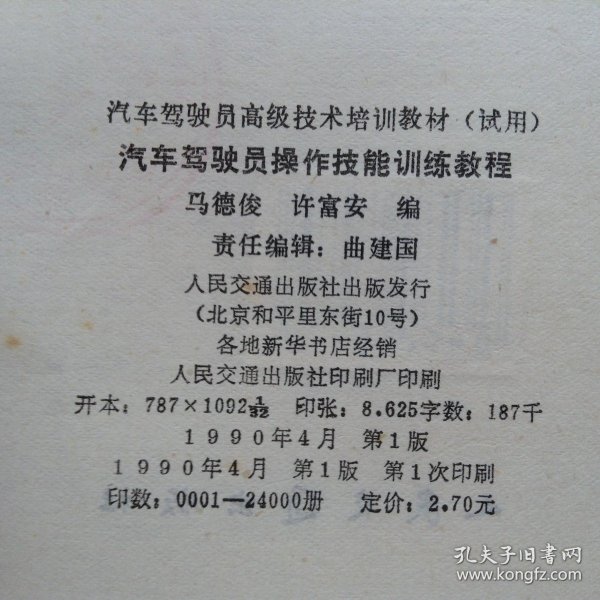 汽车驾驶员高级技术培训教材（试用）
汽车驾驶员操作技能训练教程
马德俊 许富安 编
责任编辑：曲建国
人民交通出版社出版发行
(北京和平里东街10号)
各地新华书店经销
人民交通出版社印刷厂印刷
开本：787×1092 1/32 印张：8.625字数：187千
1990年4月 第1版
1990年4月 第1版 第1次印刷
印数：0001—24000册 定价：2.70元
孔夫子旧书网
www.kongfz.com